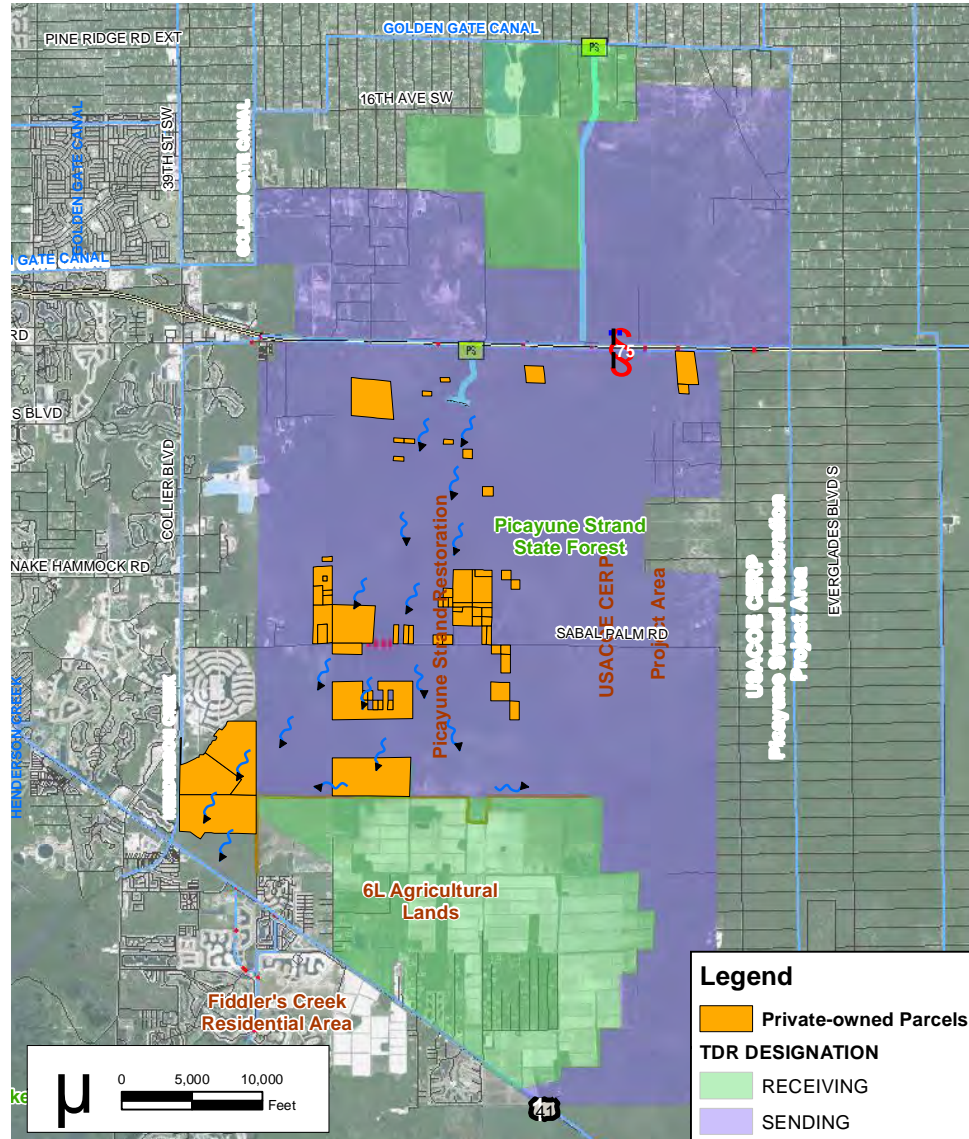 GOLDEN GATE CANAL
PINE RIDGE RD EXT
PS
16TH AVE SW
39TH ST SW
GOLDEN GATE CANAL
GOLDEN GATE CANAL
N GATE CANAL
RD
PS
75
S BLVD
COLLIER BLVD
Picayune Strand Restoration
Picayune Strand
State Forest
USACOE CERP
Project Area
USACOE CERP
Picayune Strand Restoration
Project Area
EVERGLADES BLVD S
NAKE HAMMOCK RD
SABAL PALM RD
HENDERSON CREEK
6L Agricultural
Lands
Fiddler's Creek
Residential Area
41
Legend
Private-owned Parcels
TDR DESIGNATION
RECEIVING
SENDING
µ
0 5,000 10,000
Feet
ke